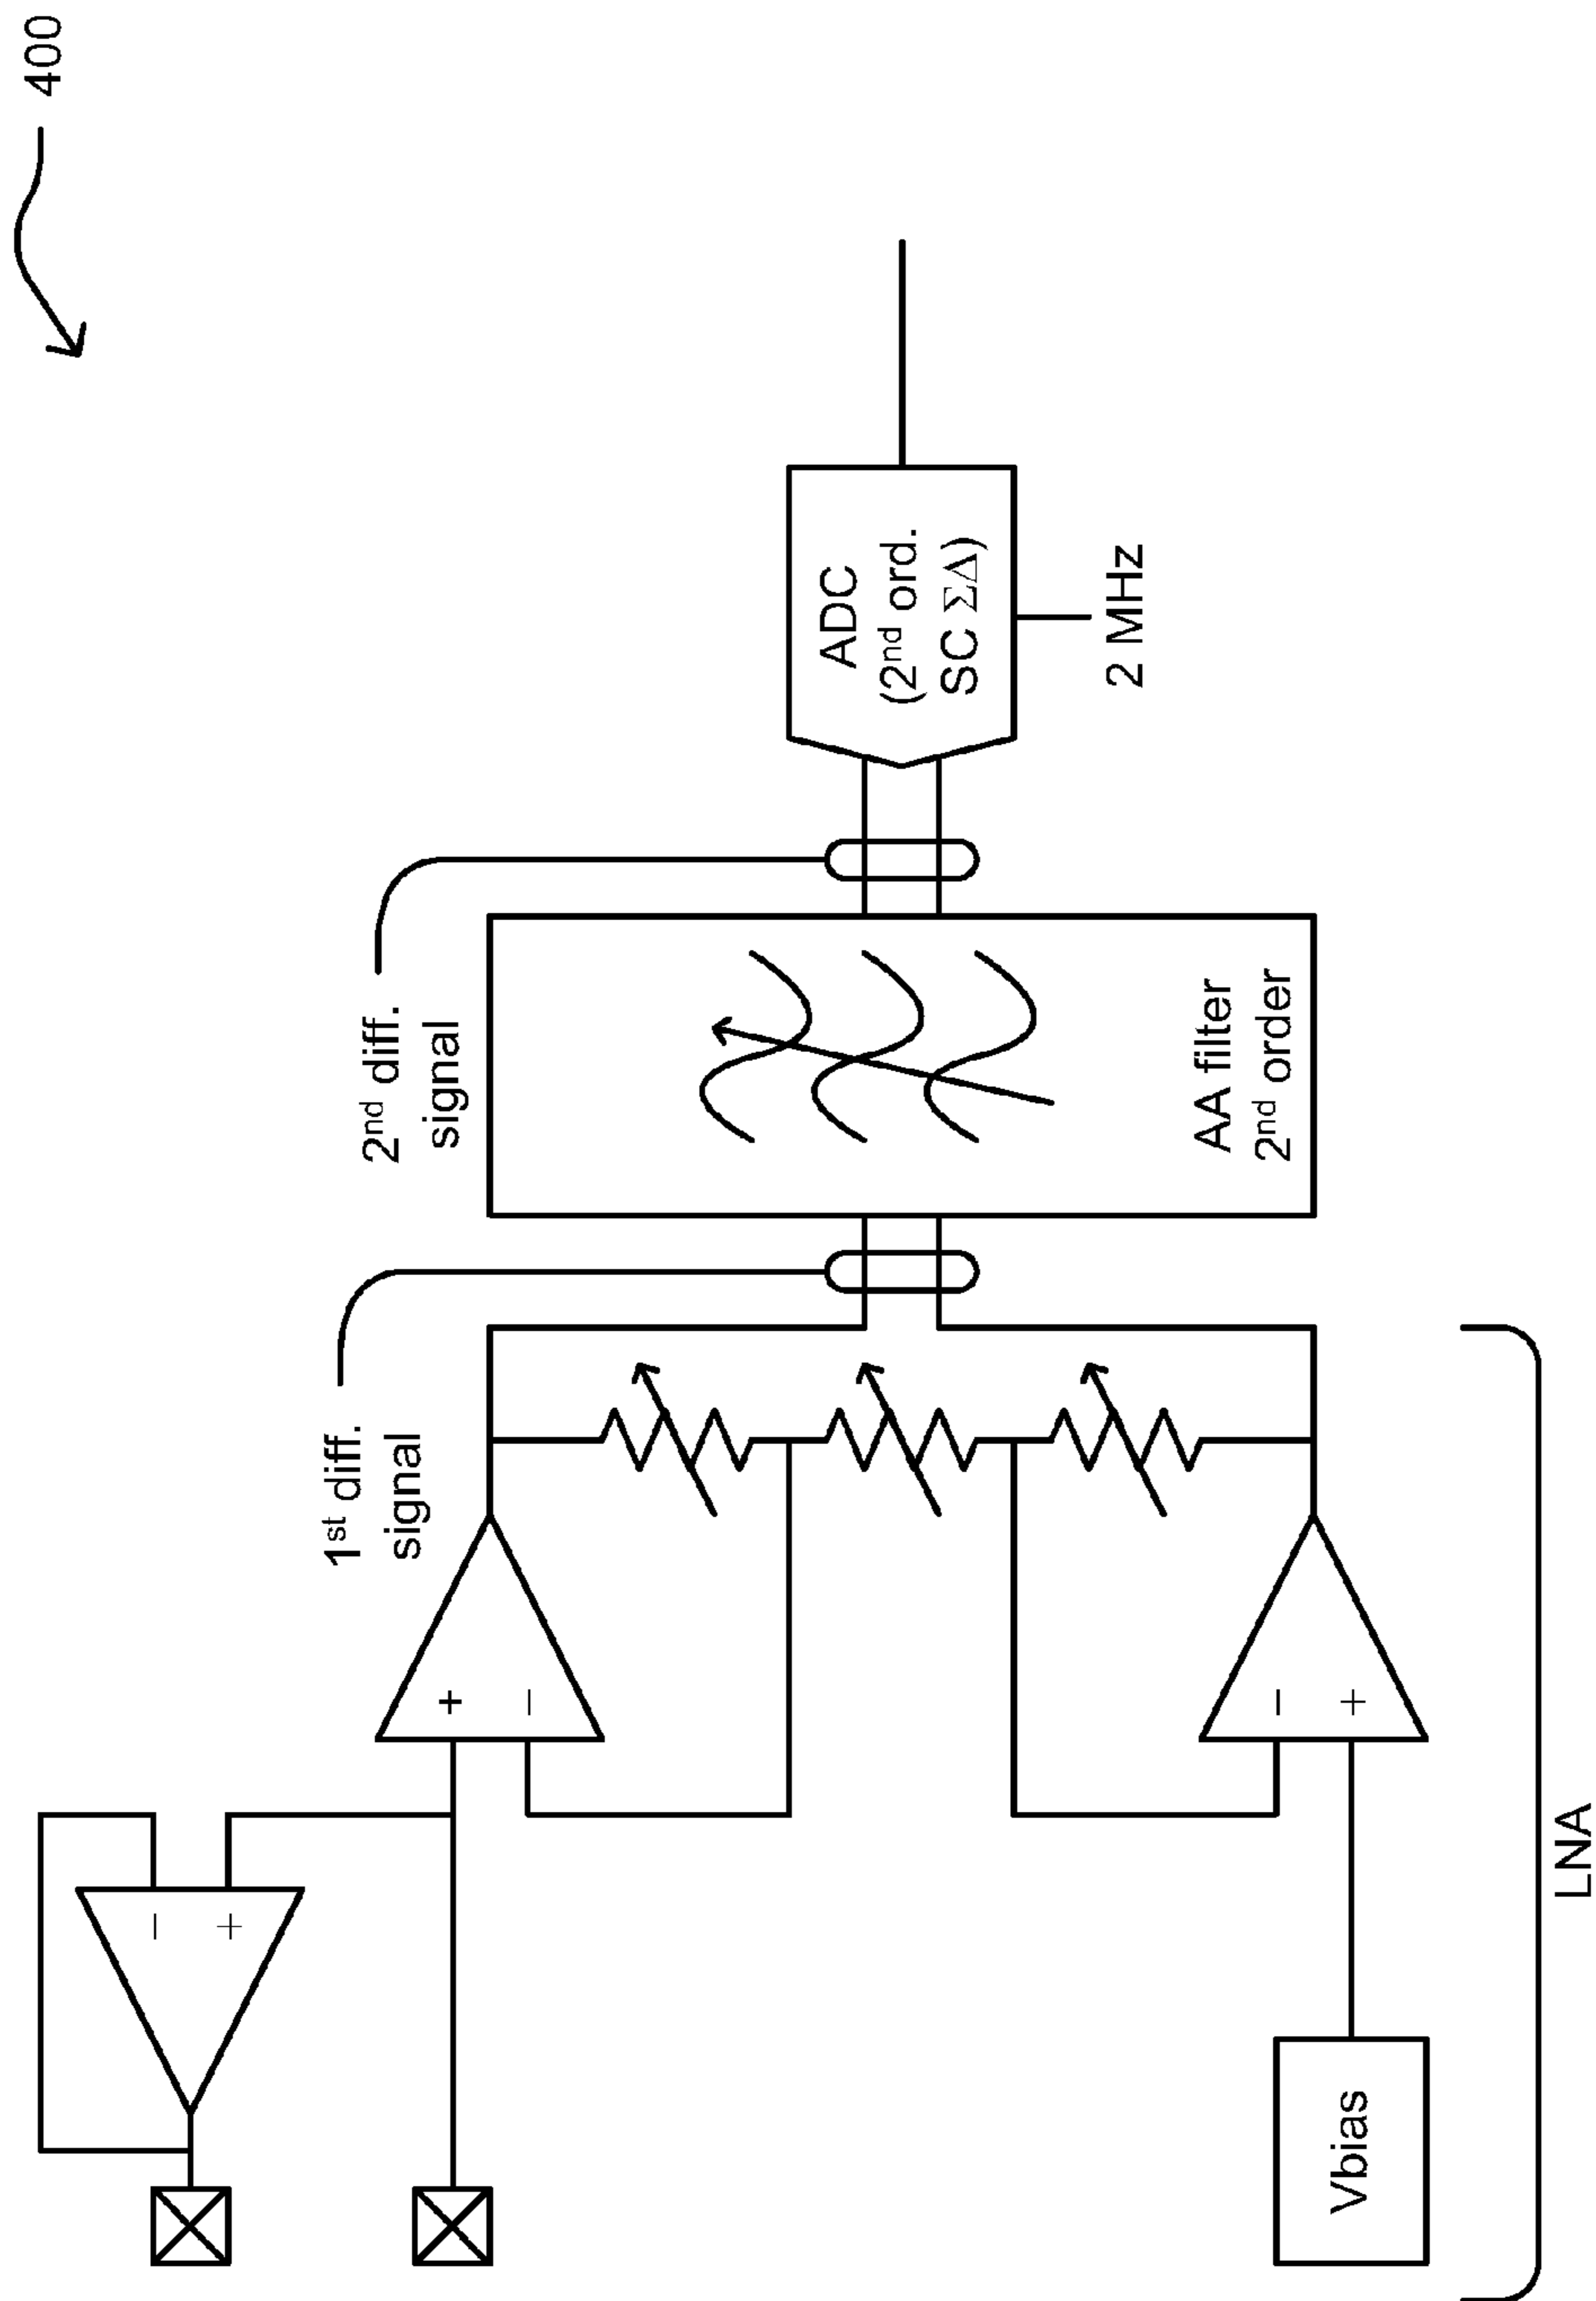 400
1st diff.
signal
2nd diff.
signal
+
−
−
+
−
+
AA filter
2nd order
ADC
(2nd ord.
SC ΣΔ)
2 MHz
Vbias
LNA